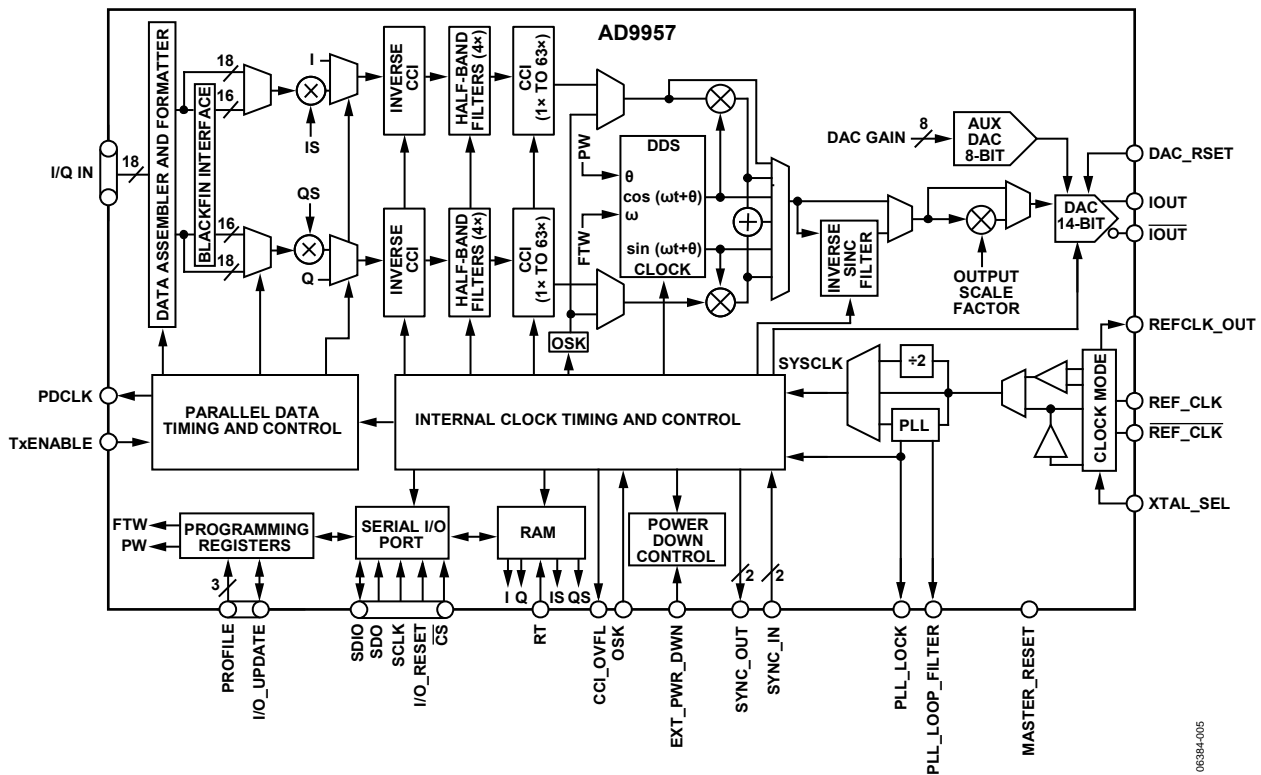 AD9957
I/Q IN
18
DATA ASSEMBLER AND FORMATTER
BLACKFIN INTERFACE
18
16
16
18
I
IS
QS
Q
INVERSE
CCI
HALF-BAND
FILTERS (4×)
CCI
(1× TO 63×)
INVERSE
CCI
HALF-BAND
FILTERS (4×)
CCI
(1× TO 63×)
OSK
PW
FTW
DDS
θ
cos (ωt+θ)
ω
sin (ωt+θ)
CLOCK
INVERSE
SINC
FILTER
OUTPUT
SCALE
FACTOR
DAC GAIN
8
AUX
DAC
8-BIT
DAC
14-BIT
DAC_RSET
IOUT
IOUT
REFCLK_OUT
REF_CLK
REF_CLK
XTAL_SEL
CLOCK MODE
SYSCLK
÷2
PLL
PDCLK
TxENABLE
PARALLEL DATA
TIMING AND CONTROL
INTERNAL CLOCK TIMING AND CONTROL
FTW
PW
PROGRAMMING
REGISTERS
SERIAL I/O
PORT
RAM
POWER
DOWN
CONTROL
3
I
Q
IS
QS
2
2
PROFILE
I/O_UPDATE
SDIO
SDO
SCLK
I/O_RESET
CS
RT
CCI_OVFL
OSK
EXT_PWR_DWN
SYNC_OUT
SYNC_IN
PLL_LOCK
PLL_LOOP_FILTER
MASTER_RESET
06384-005